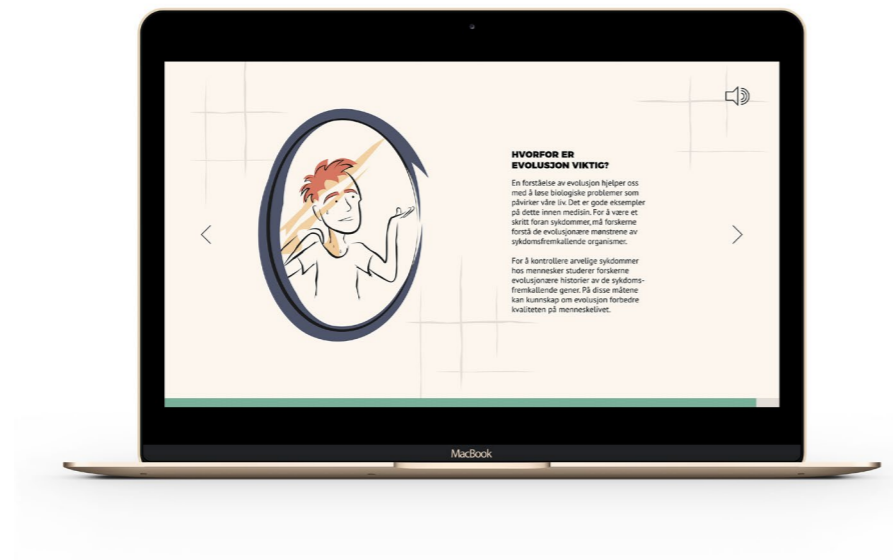 HVORFOR ER
EVOLUSJON VIKTIG?
En forståelse av evolusjon hjelper oss
med å løse biologiske problemer som
påvirker våre liv. Det er gode eksempler
på dette innen medisin. For å være et
skritt foran sykdommer, må forskerne
forstå de evolusjonære mønstrene av
sykdomsfremkallende organismer.
For å kontrollere arvelige sykdommer
hos mennesker studerer forskerne
evolusjonære historier av de sykdoms-
fremkallende gener. På disse måtene
kan kunnskap om evolusjon forbedre
kvaliteten på menneskelivet.
MacBook